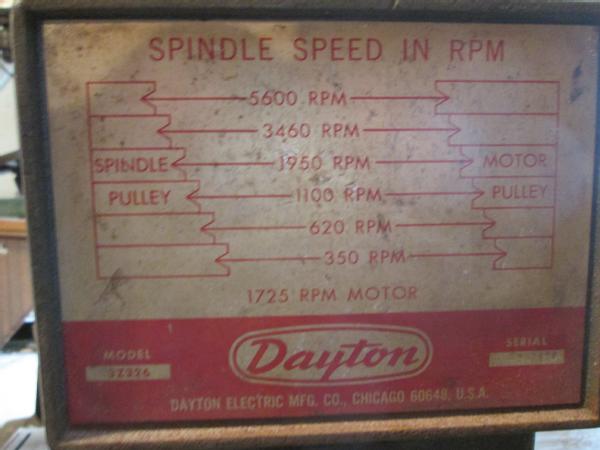 SPINDLE SPEED IN RPM
5600 RPM
3460 RPM
SPINDLE 1950 RPM MOTOR
PULLEY 1100 RPM PULLEY
620 RPM
350 RPM
1725 RPM MOTOR
Dayton
MODEL
3Z326
SERIAL
DAYTON ELECTRIC MFG. CO., CHICAGO 60648, U.S.A.